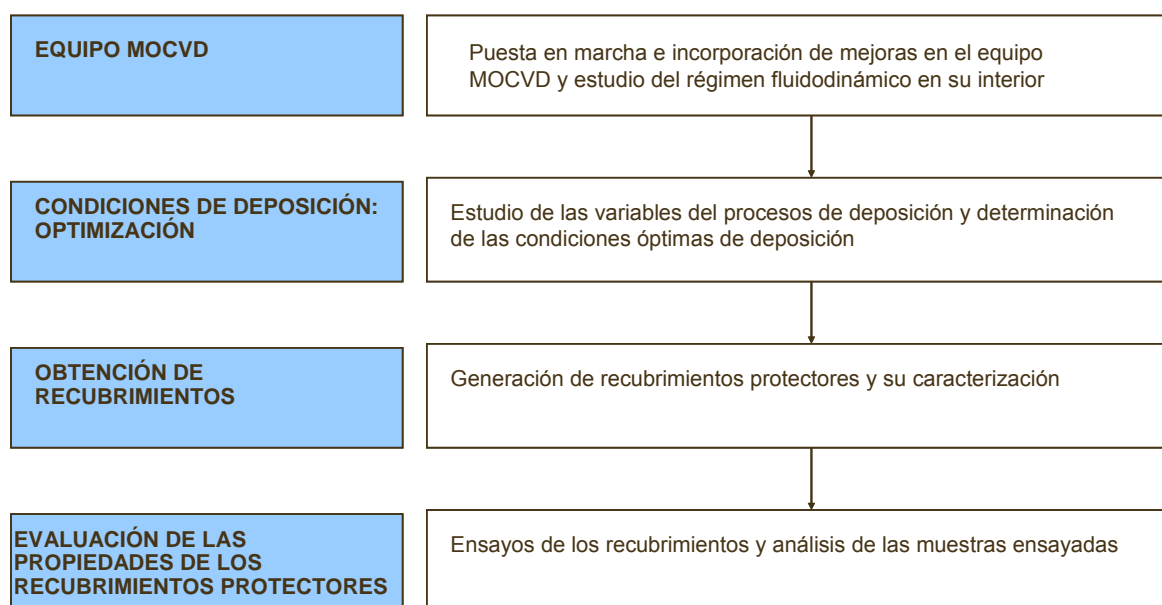 EQUIPO MOCVD
Puesta en marcha e incorporación de mejoras en el equipo
MOCVD y estudio del régimen fluidodinámico en su interior
CONDICIONES DE DEPOSICIÓN:
OPTIMIZACIÓN
Estudio de las variables del procesos de deposición y determinación
de las condiciones óptimas de deposición
OBTENCIÓN DE
RECUBRIMIENTOS
Generación de recubrimientos protectores y su caracterización
EVALUACIÓN DE LAS
PROPIEDADES DE LOS
RECUBRIMIENTOS PROTECTORES
Ensayos de los recubrimientos y análisis de las muestras ensayadas